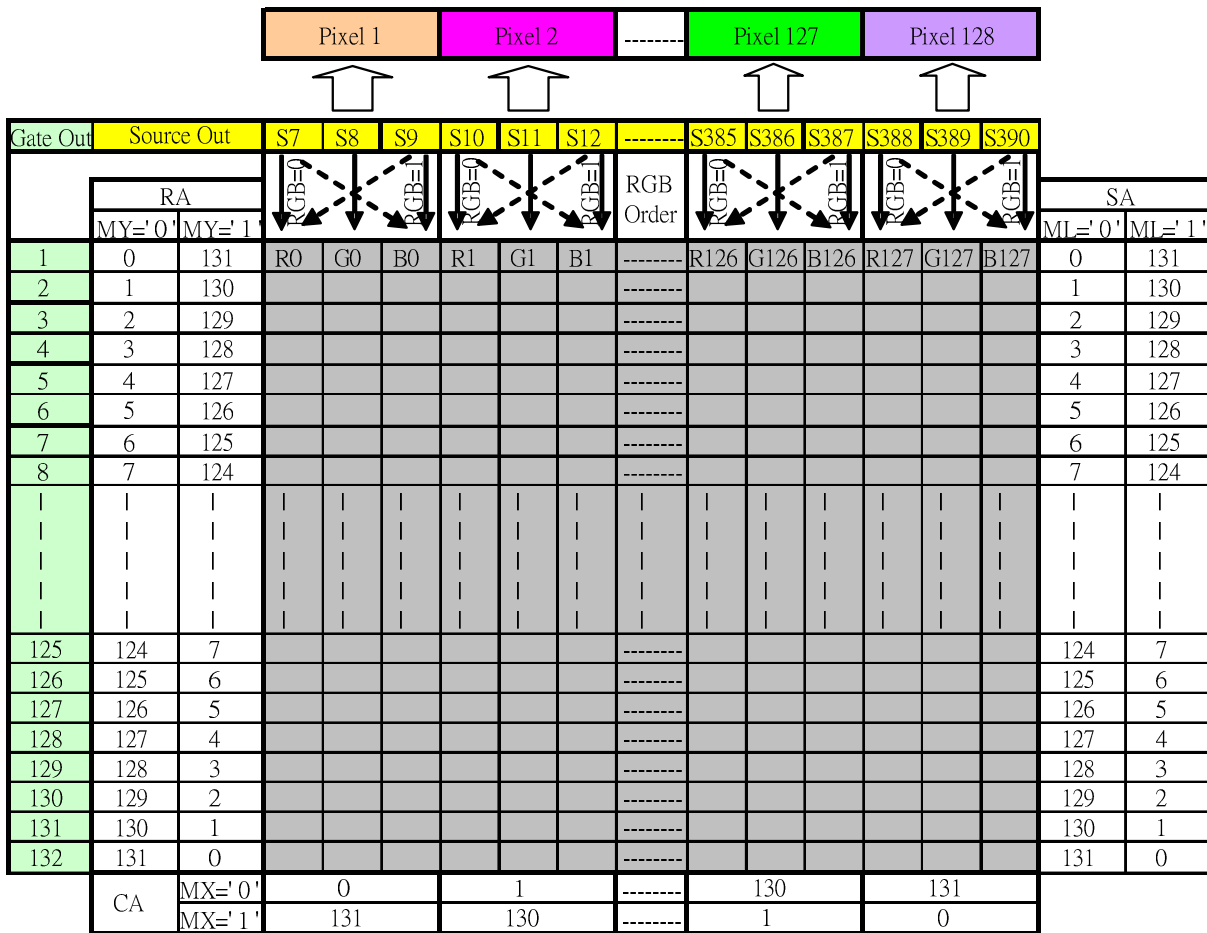 Pixel 1 Pixel 2 -------- Pixel 127 Pixel 128
Gate Out Source Out S7 S8 S9 S10 S11 S12 -------- S385 S386 S387 S388 S389 S390
RGB=0 RGB=1 RGB=0 RGB=1 RGB Order RGB=0 RGB=1 RGB=0 RGB=1
RA SA
MY='0' MY='1' ML='0' ML='1'
1 0 131 R0 G0 B0 R1 G1 B1 -------- R126 G126 B126 R127 G127 B127 0 131
2 1 130 -------- 1 130
3 2 129 -------- 2 129
4 3 128 -------- 3 128
5 4 127 -------- 4 127
6 5 126 -------- 5 126
7 6 125 -------- 6 125
8 7 124 -------- 7 124
125 124 7 -------- 124 7
126 125 6 -------- 125 6
127 126 5 -------- 126 5
128 127 4 -------- 127 4
129 128 3 -------- 128 3
130 129 2 -------- 129 2
131 130 1 -------- 130 1
132 131 0 -------- 131 0
CA MX='0' 0 1 -------- 130 131
MX='1' 131 130 -------- 1 0